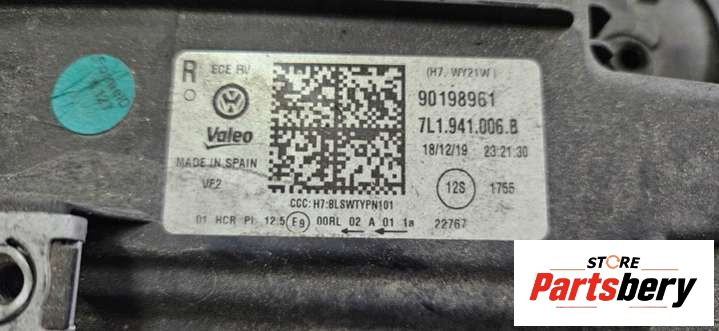 R ECE RV (H7, WY21W)
90198961
Valeo 7L1.941.006.B
MADE IN SPAIN 18/12/19 23:21:30
VF2 12S 1755
CCC: H7:8LSWTYPN101
01 HCR PL 12.5 E9 00RL 02 A 01 1a 22767
STORE
Partsbery